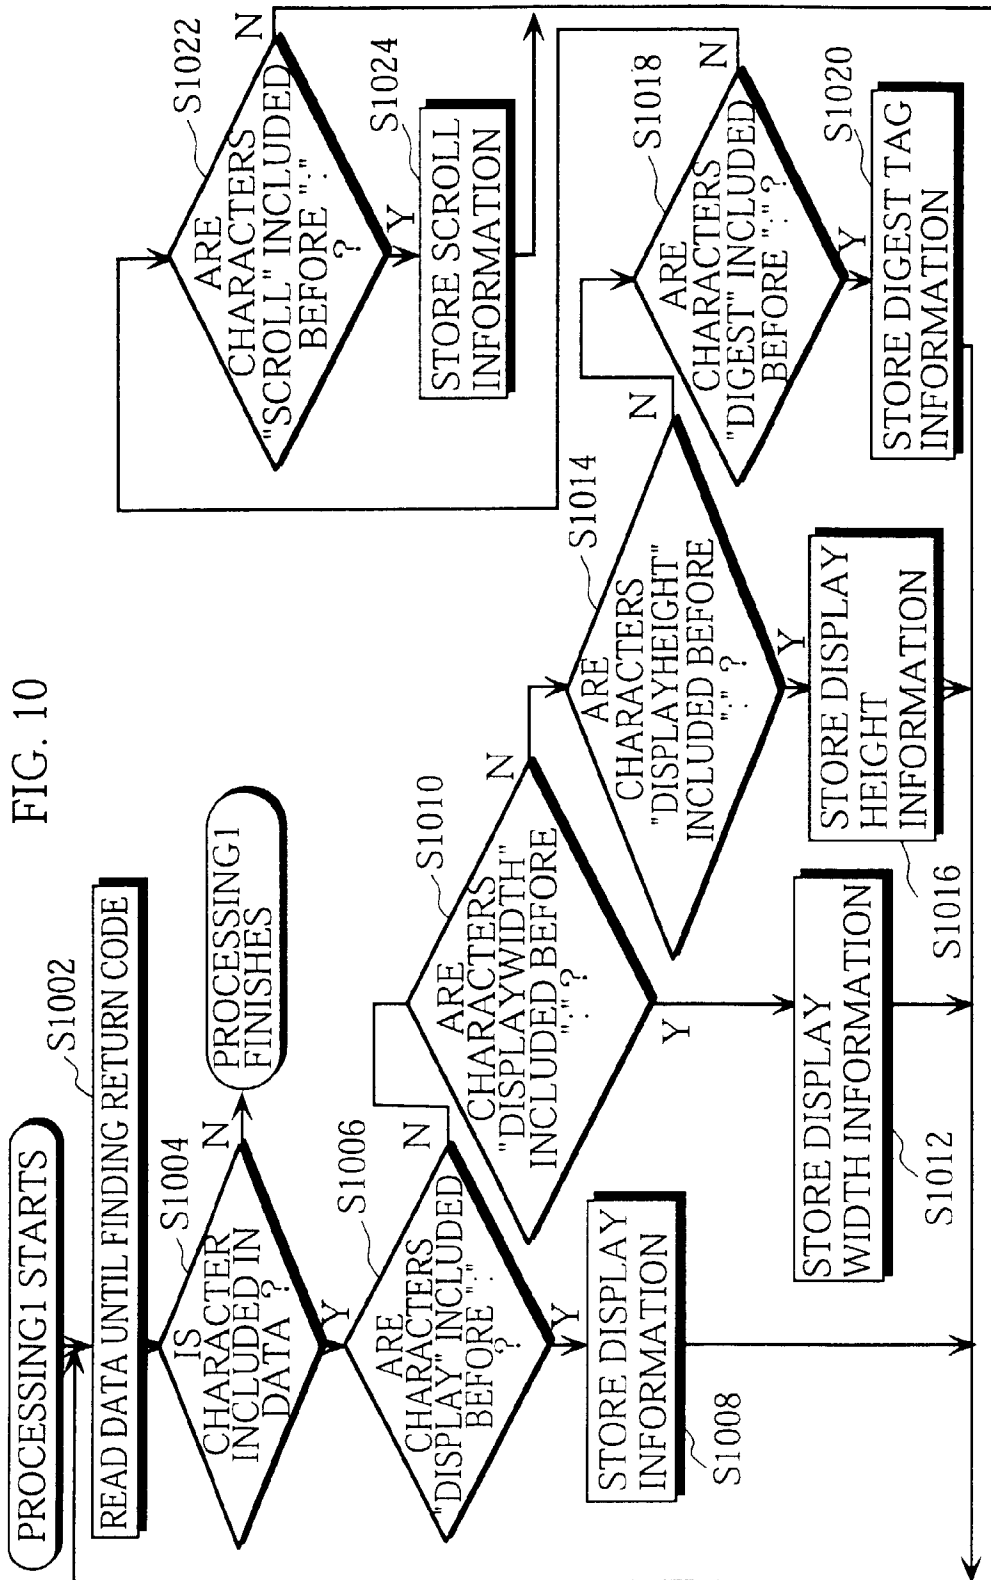 FIG. 10
PROCESSING1 STARTS
S1002
READ DATA UNTIL FINDING RETURN CODE
S1004
IS
CHARACTER
INCLUDED IN
DATA ?
N
PROCESSING1
FINISHES
Y
S1006
ARE
CHARACTERS
"DISPLAY" INCLUDED
BEFORE ":"
?
N
Y
STORE DISPLAY
INFORMATION
S1008
S1010
ARE
CHARACTERS
"DISPLAYWIDTH"
INCLUDED BEFORE
":" ?
N
Y
STORE DISPLAY
WIDTH INFORMATION
S1012
S1014
ARE
CHARACTERS
"DISPLAYHEIGHT"
INCLUDED BEFORE
":" ?
N
Y
STORE DISPLAY
HEIGHT
INFORMATION
S1016
S1018
ARE
CHARACTERS
"DIGEST" INCLUDED
BEFORE ":" ?
N
Y
S1020
STORE DIGEST TAG
INFORMATION
S1022
ARE
CHARACTERS
"SCROLL" INCLUDED
BEFORE ":"
?
N
Y
S1024
STORE SCROLL
INFORMATION